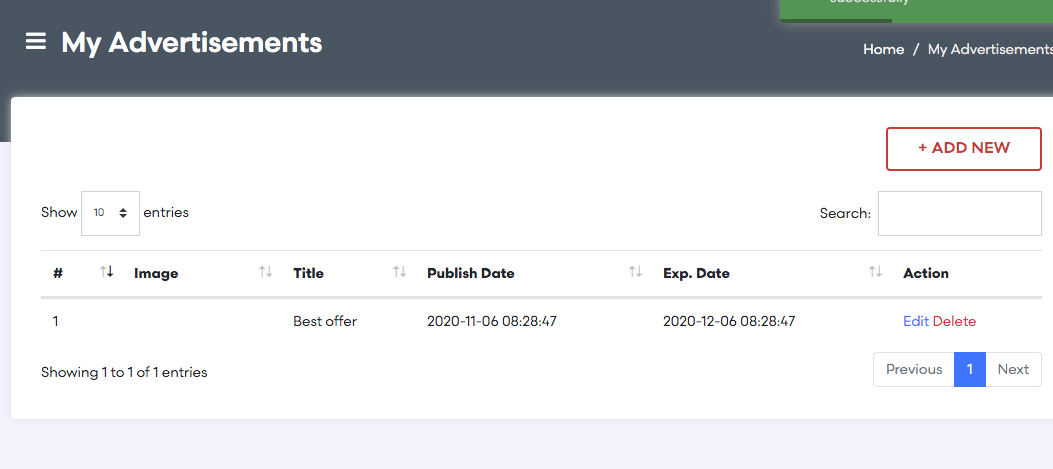 successfully
My Advertisements
Home / My Advertisements
+ ADD NEW
Show 10 entries
Search:
# Image Title Publish Date Exp. Date Action
1 Best offer 2020-11-06 08:28:47 2020-12-06 08:28:47 Edit Delete
Showing 1 to 1 of 1 entries
Previous 1 Next